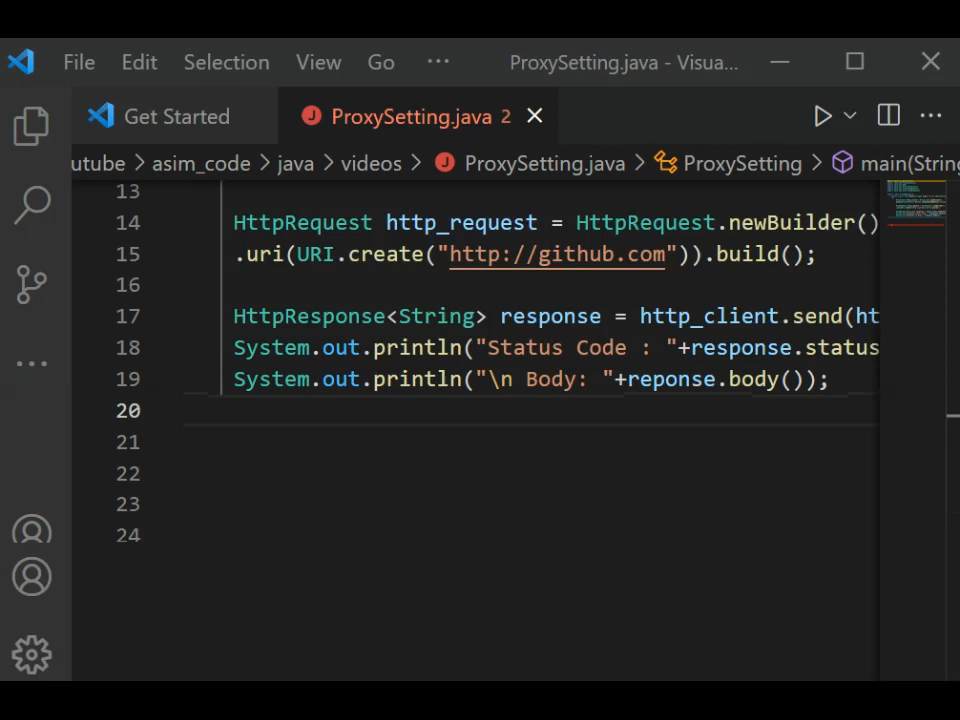 File Edit Selection View Go ··· ProxySetting.java - Visua...
Get Started ProxySetting.java 2
utube > asim_code > java > videos > ProxySetting.java > ProxySetting > main(String
13
14 HttpRequest http_request = HttpRequest.newBuilder()
15 .uri(URI.create("http://github.com")).build();
16
17 HttpResponse<String> response = http_client.send(ht
18 System.out.println("Status Code : "+response.status
19 System.out.println("\n Body: "+reponse.body());
20
21
22
23
24